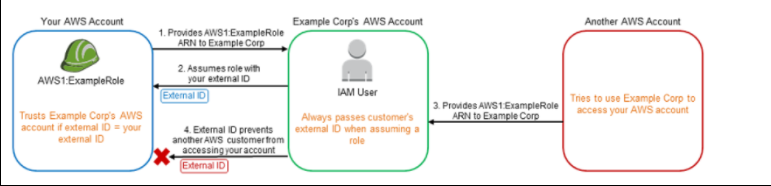 Your AWS Account
Example Corp's AWS Account
Another AWS Account
1. Provides AWS1:ExampleRole
ARN to Example Corp
2. Assumes role with
your external ID
External ID
AWS1:ExampleRole
Trusts Example Corp's AWS
account if external ID = your
external ID
IAM User
Always passes customer's
external ID when assuming a
role
3. Provides AWS1:ExampleRole
ARN to Example Corp
Tries to use Example Corp to
access your AWS account
4. External ID prevents
another AWS customer from
accessing your account
External ID